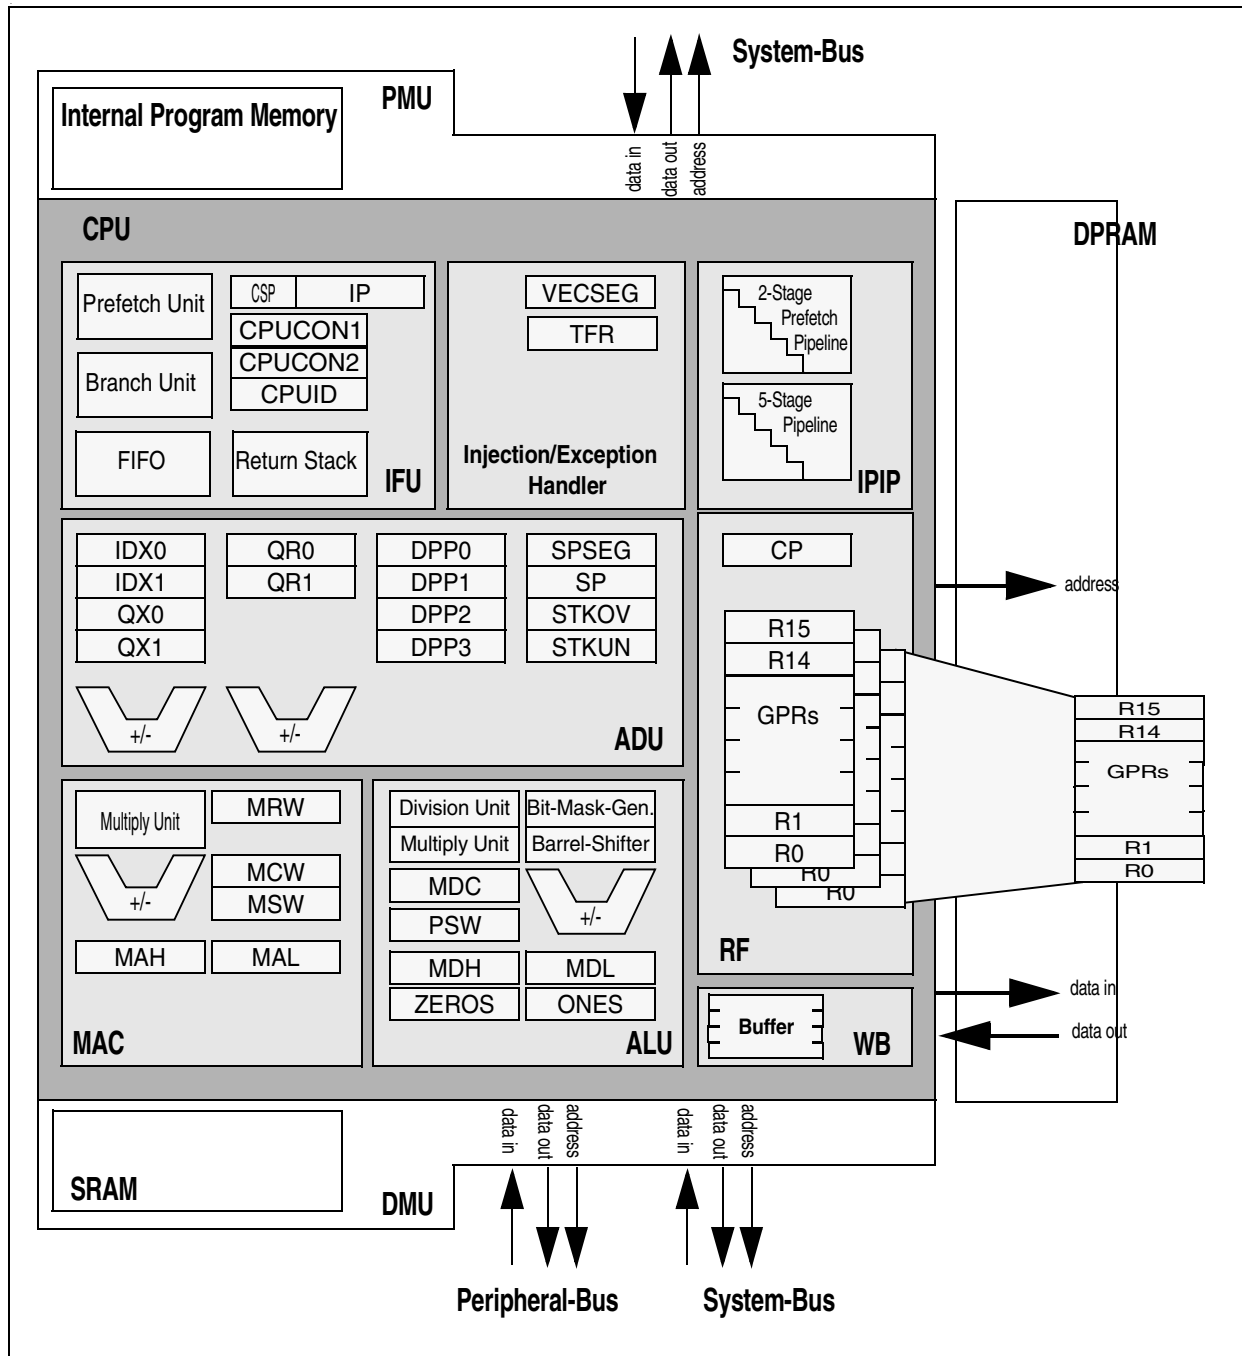 System-Bus
PMU
Internal Program Memory
data in
data out
address
CPU
DPRAM
Prefetch Unit
CSP
IP
CPUCON1
CPUCON2
CPUID
Branch Unit
FIFO
Return Stack
IFU
VECSEG
TFR
Injection/Exception
Handler
2-Stage
Prefetch
Pipeline
5-Stage
Pipeline
IPIP
IDX0
IDX1
QX0
QX1
QR0
QR1
DPP0
DPP1
DPP2
DPP3
SPSEG
SP
STKOV
STKUN
+/-
+/-
ADU
CP
R15
R14
GPRs
R1
R0
R0
R0
RF
address
R15
R14
GPRs
R1
R0
Multiply Unit
MRW
+/-
MCW
MSW
MAH
MAL
MAC
Division Unit
Bit-Mask-Gen.
Multiply Unit
Barrel-Shifter
MDC
PSW
+/-
MDH
MDL
ZEROS
ONES
ALU
Buffer
WB
data in
data out
SRAM
DMU
data in
data out
address
data in
data out
address
Peripheral-Bus
System-Bus